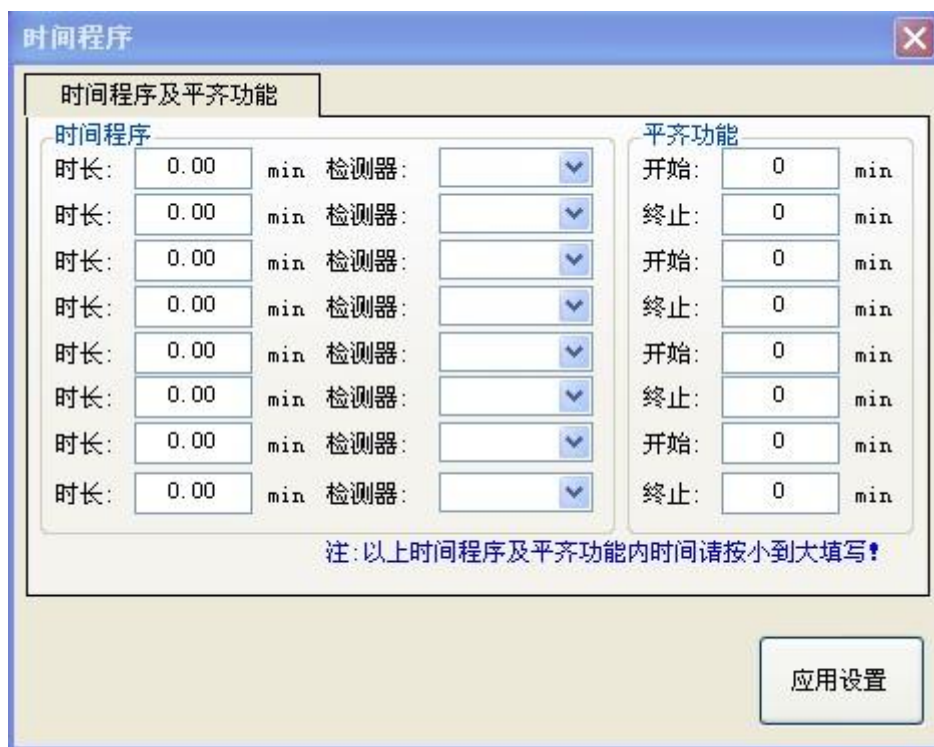 时间程序
时间程序及平齐功能
时间程序 平齐功能
时长: 0.00 min 检测器: 开始: 0 min
时长: 0.00 min 检测器: 终止: 0 min
时长: 0.00 min 检测器: 开始: 0 min
时长: 0.00 min 检测器: 终止: 0 min
时长: 0.00 min 检测器: 开始: 0 min
时长: 0.00 min 检测器: 终止: 0 min
时长: 0.00 min 检测器: 开始: 0 min
时长: 0.00 min 检测器: 终止: 0 min
注:以上时间程序及平齐功能内时间请按小到大填写!
应用设置